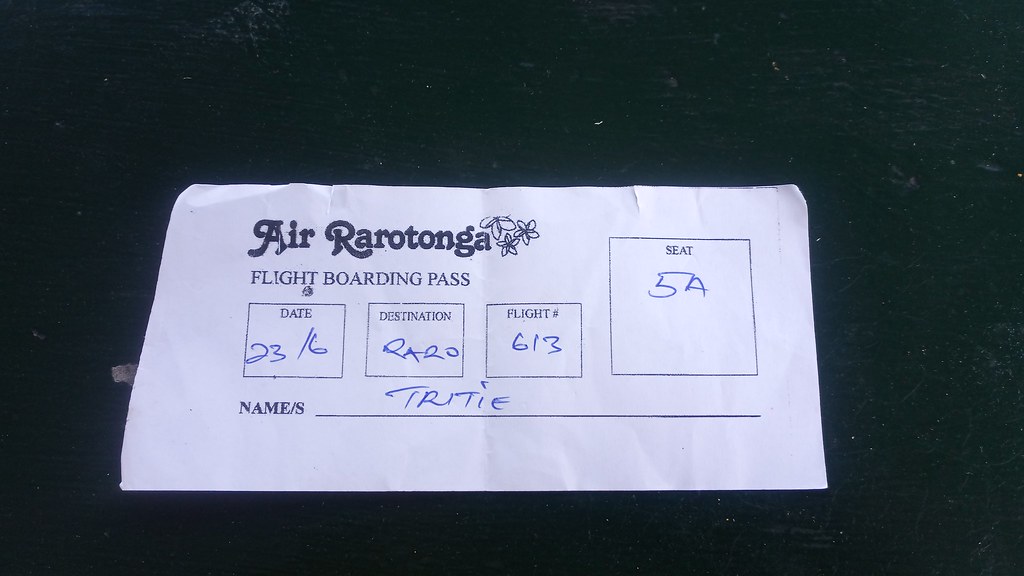 Air Rarotonga
FLIGHT BOARDING PASS
DATE
23/6
DESTINATION
RARO
FLIGHT #
613
SEAT
5A
NAME/S TRITIE